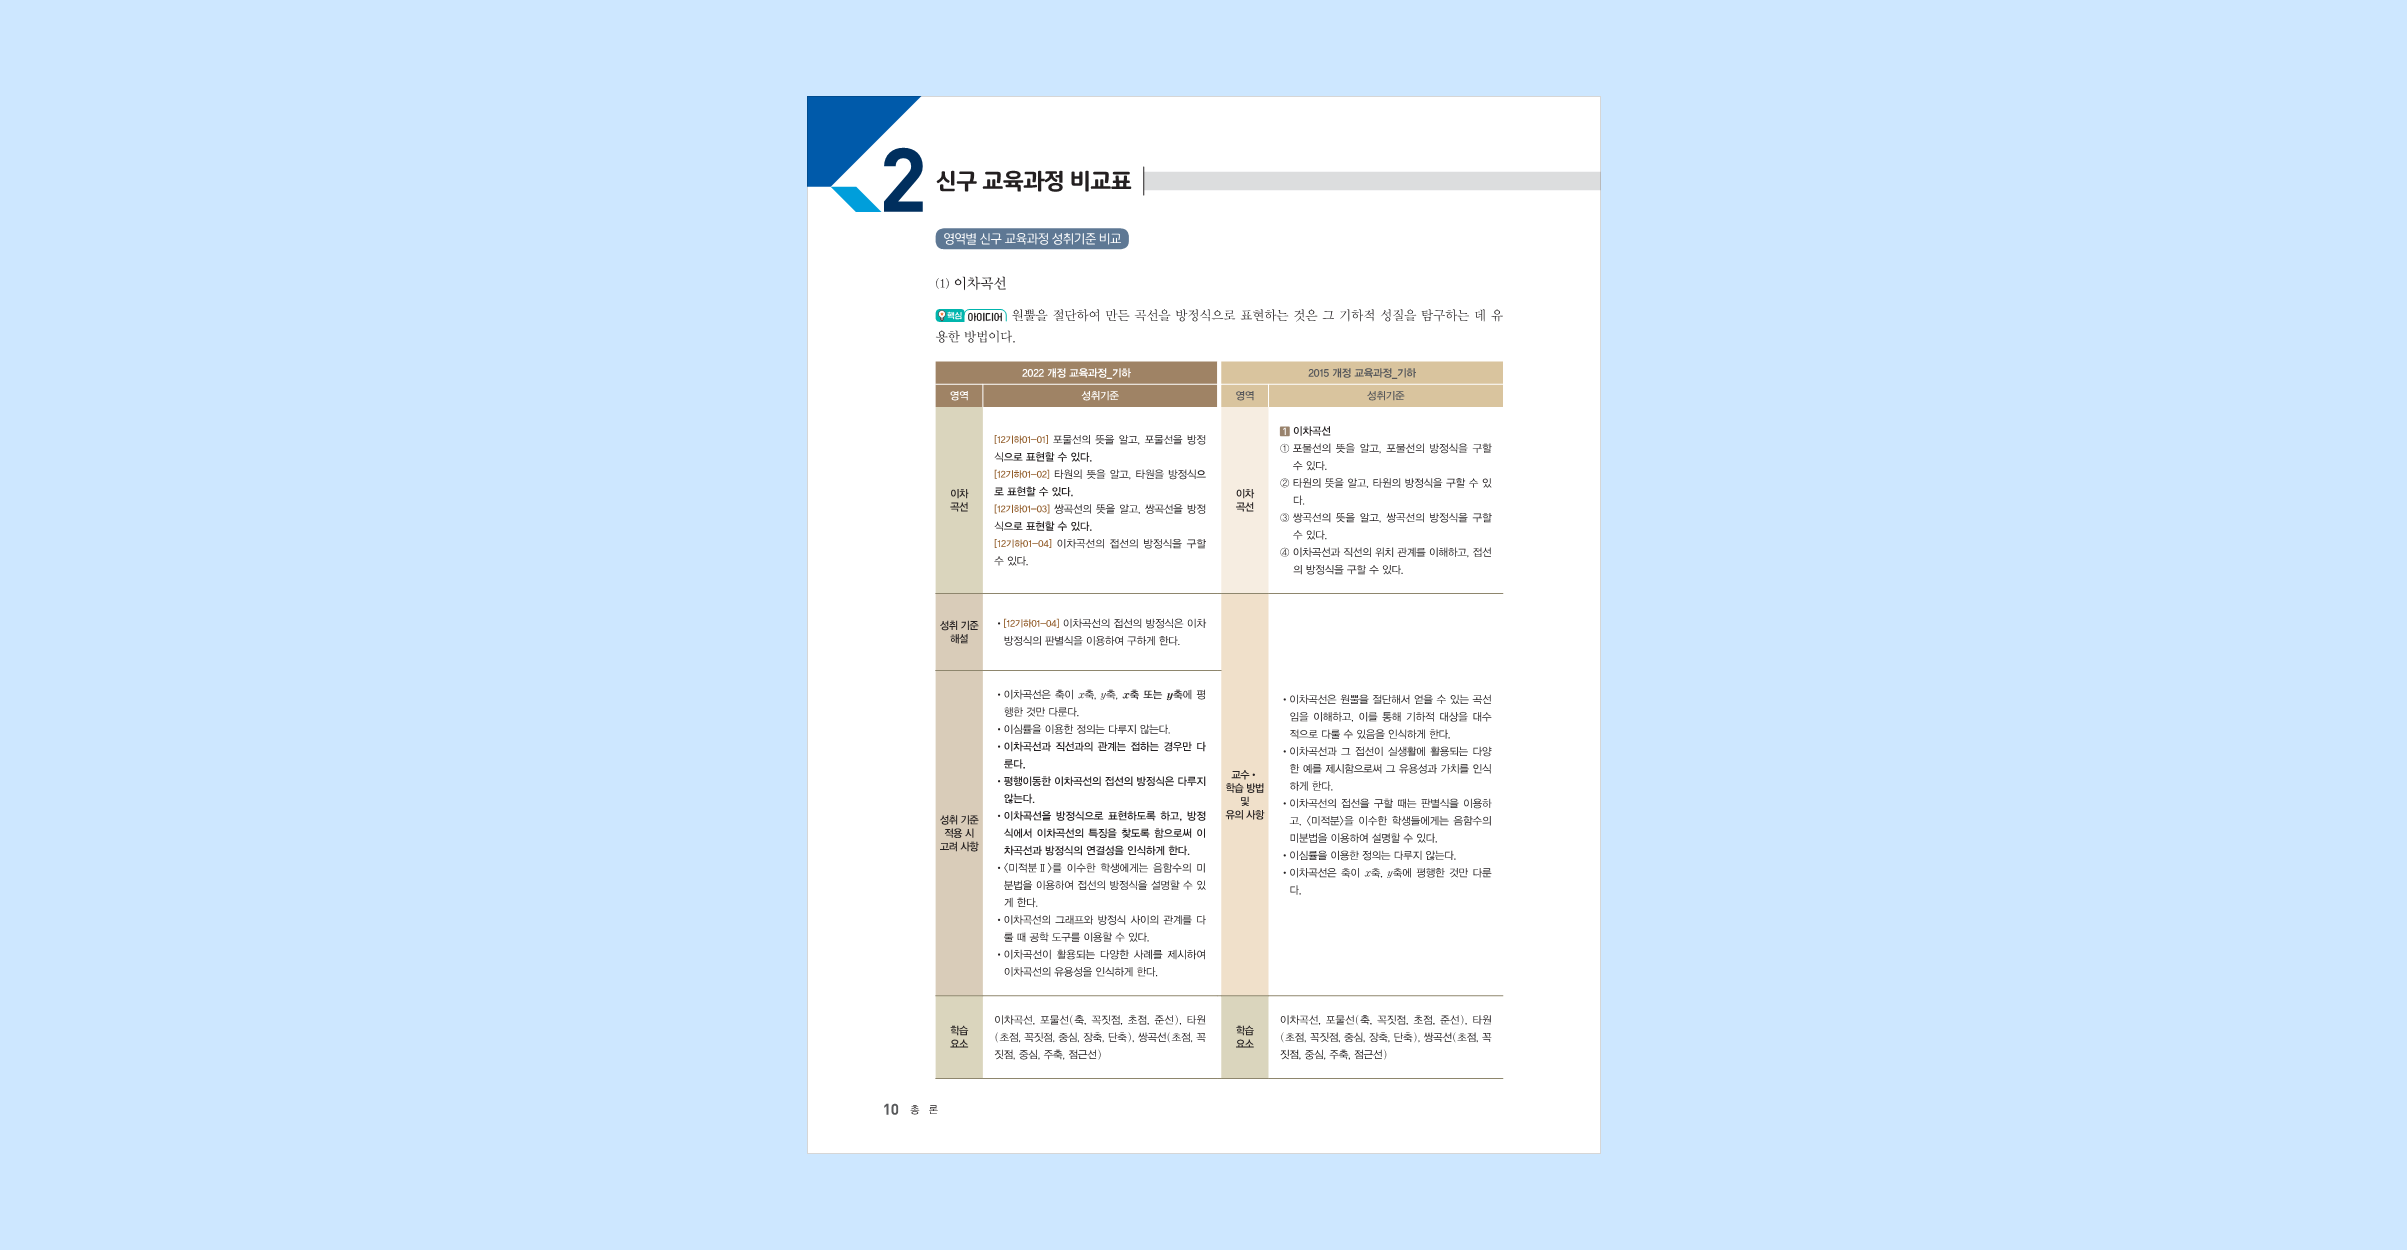 2 신구 교육과정 비교표
영역별 신구 교육과정 성취기준 비교
(1) 이차곡선
핵심 아이디어 원뿔을 절단하여 만든 곡선을 방정식으로 표현하는 것은 그 기하적 성질을 탐구하는 데 유
용한 방법이다.
2022 개정 교육과정_기하
영역 성취기준
이차
곡선
[12기하01-01] 포물선의 뜻을 알고, 포물선을 방정
식으로 표현할 수 있다.
[12기하01-02] 타원의 뜻을 알고, 타원을 방정식으
로 표현할 수 있다.
[12기하01-03] 쌍곡선의 뜻을 알고, 쌍곡선을 방정
식으로 표현할 수 있다.
[12기하01-04] 이차곡선의 접선의 방정식을 구할
수 있다.
성취 기준
해설
• [12기하01-04] 이차곡선의 접선의 방정식은 이차
방정식의 판별식을 이용하여 구하게 한다.
성취 기준
적용 시
고려 사항
• 이차곡선은 축이 x축, y축, x축 또는 y축에 평
행한 것만 다룬다.
• 이심률을 이용한 정의는 다루지 않는다.
• 이차곡선과 직선과의 관계는 접하는 경우만 다
룬다.
• 평행이동한 이차곡선의 접선의 방정식은 다루지
않는다.
• 이차곡선을 방정식으로 표현하도록 하고, 방정
식에서 이차곡선의 특징을 찾도록 함으로써 이
차곡선과 방정식의 연결성을 인식하게 한다.
• 〈미적분Ⅱ〉를 이수한 학생에게는 음함수의 미
분법을 이용하여 접선의 방정식을 설명할 수 있
게 한다.
• 이차곡선의 그래프와 방정식 사이의 관계를 다
룰 때 공학 도구를 이용할 수 있다.
• 이차곡선이 활용되는 다양한 사례를 제시하여
이차곡선의 유용성을 인식하게 한다.
학습
요소
이차곡선, 포물선(축, 꼭짓점, 초점, 준선), 타원
(초점, 꼭짓점, 중심, 장축, 단축), 쌍곡선(초점, 꼭
짓점, 중심, 주축, 점근선)
2015 개정 교육과정_기하
영역 성취기준
이차
곡선
1 이차곡선
① 포물선의 뜻을 알고, 포물선의 방정식을 구할
수 있다.
② 타원의 뜻을 알고, 타원의 방정식을 구할 수 있
다.
③ 쌍곡선의 뜻을 알고, 쌍곡선의 방정식을 구할
수 있다.
④ 이차곡선과 직선의 위치 관계를 이해하고, 접선
의 방정식을 구할 수 있다.
교수•
학습 방법
및
유의 사항
• 이차곡선은 원뿔을 절단해서 얻을 수 있는 곡선
임을 이해하고, 이를 통해 기하적 대상을 대수
적으로 다룰 수 있음을 인식하게 한다.
• 이차곡선과 그 접선이 실생활에 활용되는 다양
한 예를 제시함으로써 그 유용성과 가치를 인식
하게 한다.
• 이차곡선의 접선을 구할 때는 판별식을 이용하
고, 〈미적분〉을 이수한 학생들에게는 음함수의
미분법을 이용하여 설명할 수 있다.
• 이심률을 이용한 정의는 다루지 않는다.
• 이차곡선은 축이 x축, y축에 평행한 것만 다룬
다.
학습
요소
이차곡선, 포물선(축, 꼭짓점, 초점, 준선), 타원
(초점, 꼭짓점, 중심, 장축, 단축), 쌍곡선(초점, 꼭
짓점, 중심, 주축, 점근선)
10 총 론